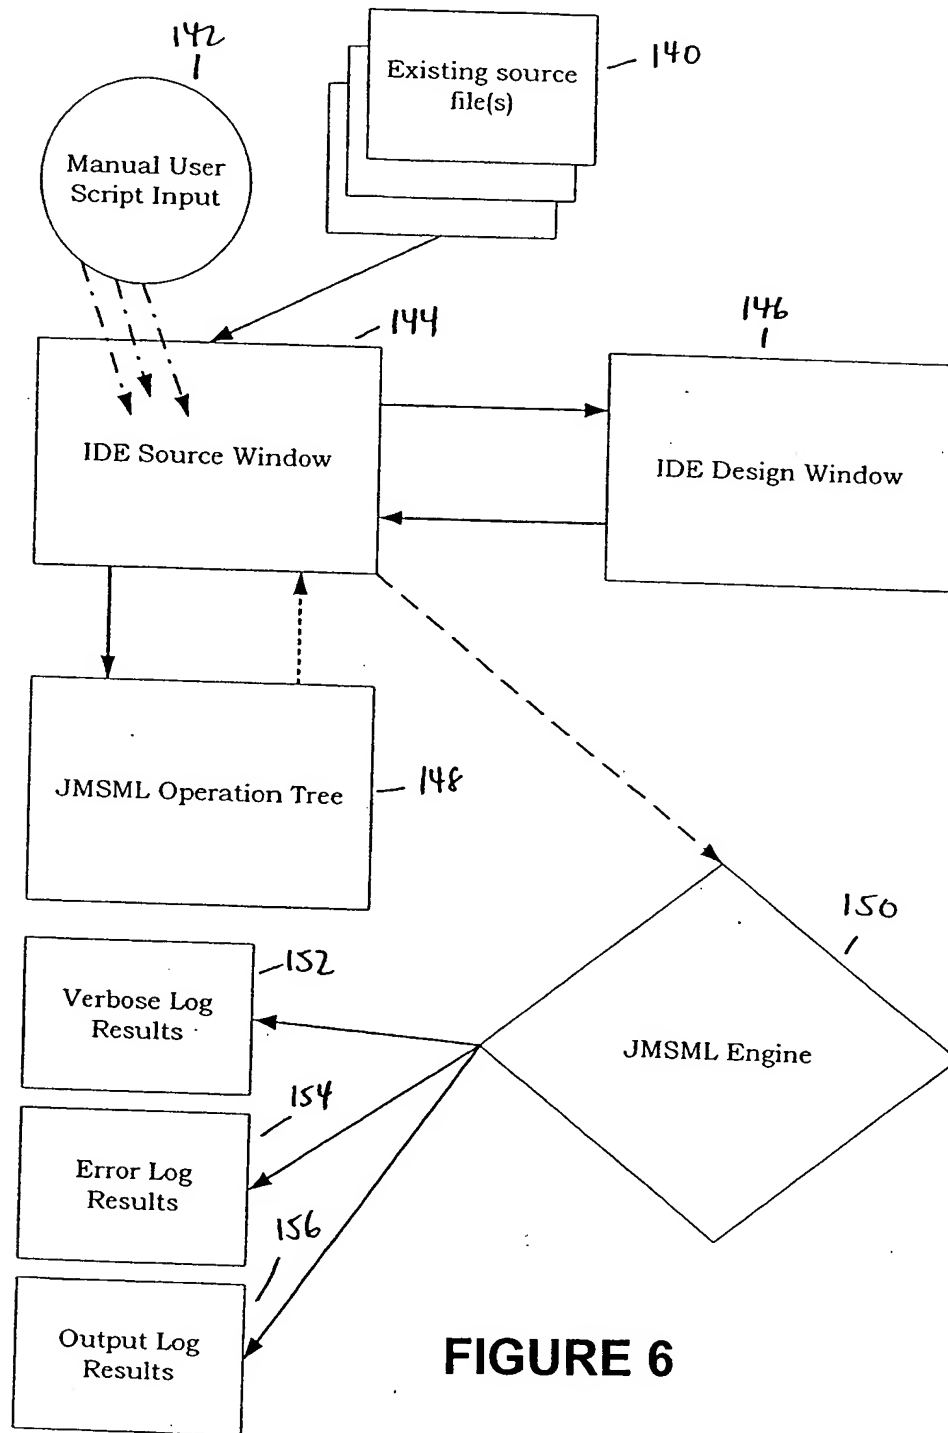 142
140
Existing source
file(s)
Manual User
Script Input
144
146
IDE Source Window
IDE Design Window
JMSML Operation Tree
148
150
152
Verbose Log
Results
JMSML Engine
154
Error Log
Results
156
Output Log
Results
FIGURE 6